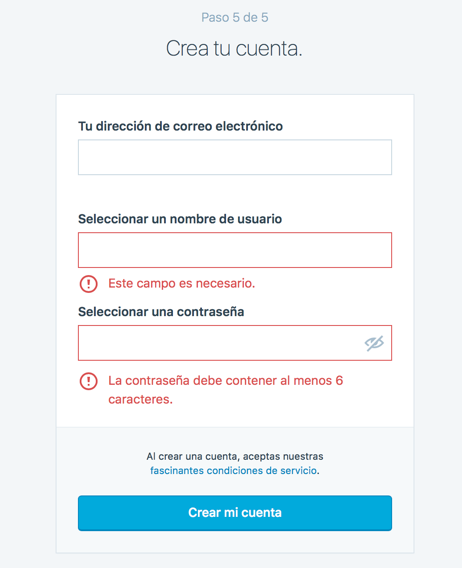 Paso 5 de 5
Crea tu cuenta.
Tu dirección de correo electrónico
Seleccionar un nombre de usuario
Este campo es necesario.
Seleccionar una contraseña
La contraseña debe contener al menos 6
caracteres.
Al crear una cuenta, aceptas nuestras
fascinantes condiciones de servicio.
Crear mi cuenta